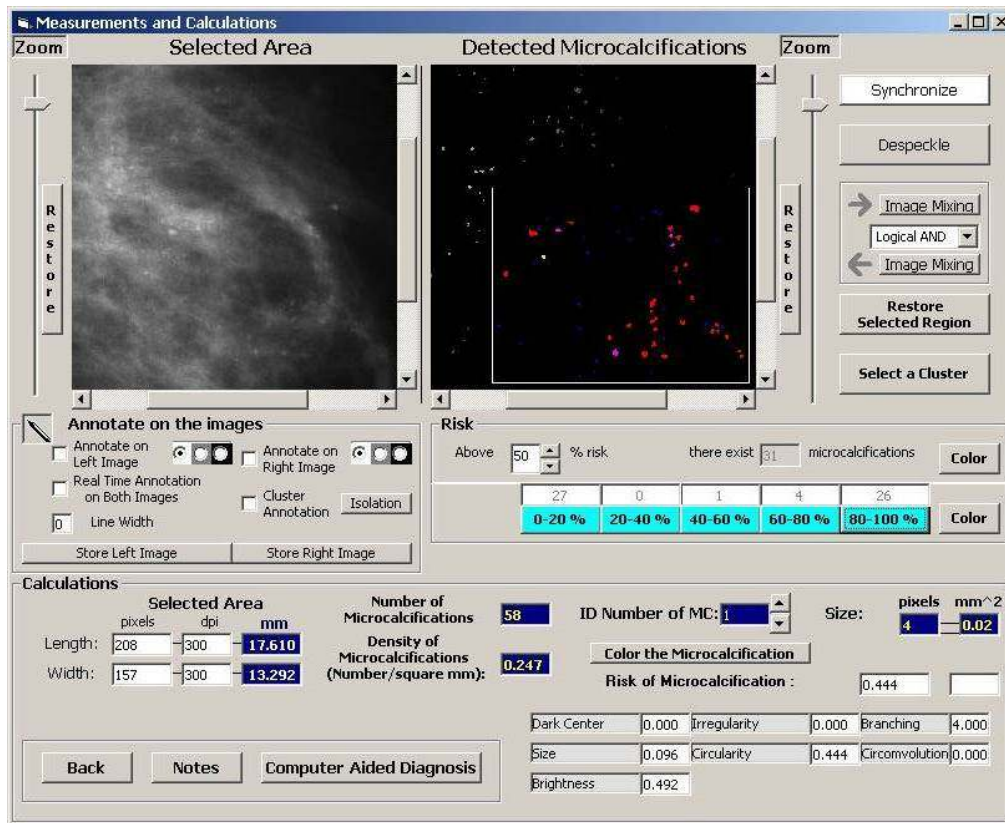 Measurements and Calculations
Zoom Selected Area Detected Microcalcifications Zoom
Synchronize
Despeckle
Restore
Restore
Image Mixing
Logical AND
Image Mixing
Restore
Selected Region
Select a Cluster
Annotate on the images
Annotate on
Left Image
Annotate on
Right Image
Real Time Annotation
on Both Images
Cluster
Annotation
Isolation
0 Line Width
Store Left Image Store Right Image
Risk
Above 50 % risk there exist 31 microcalcifications Color
27 0 1 4 26
0-20 % 20-40 % 40-60 % 60-80 % 80-100 % Color
Calculations
Selected Area
pixels dpi mm
Length: 208 300 17.610
Width: 157 300 13.292
Number of
Microcalcifications 58
Density of
Microcalcifications
(Number/square mm): 0.247
ID Number of MC: 1
Size: pixels mm^2
4 0.02
Color the Microcalcification
Risk of Microcalcification : 0.444
Dark Center 0.000 Irregularity 0.000 Branching 4.000
Size 0.096 Circularity 0.444 Circomvolution 0.000
Brightness 0.492
Back Notes Computer Aided Diagnosis